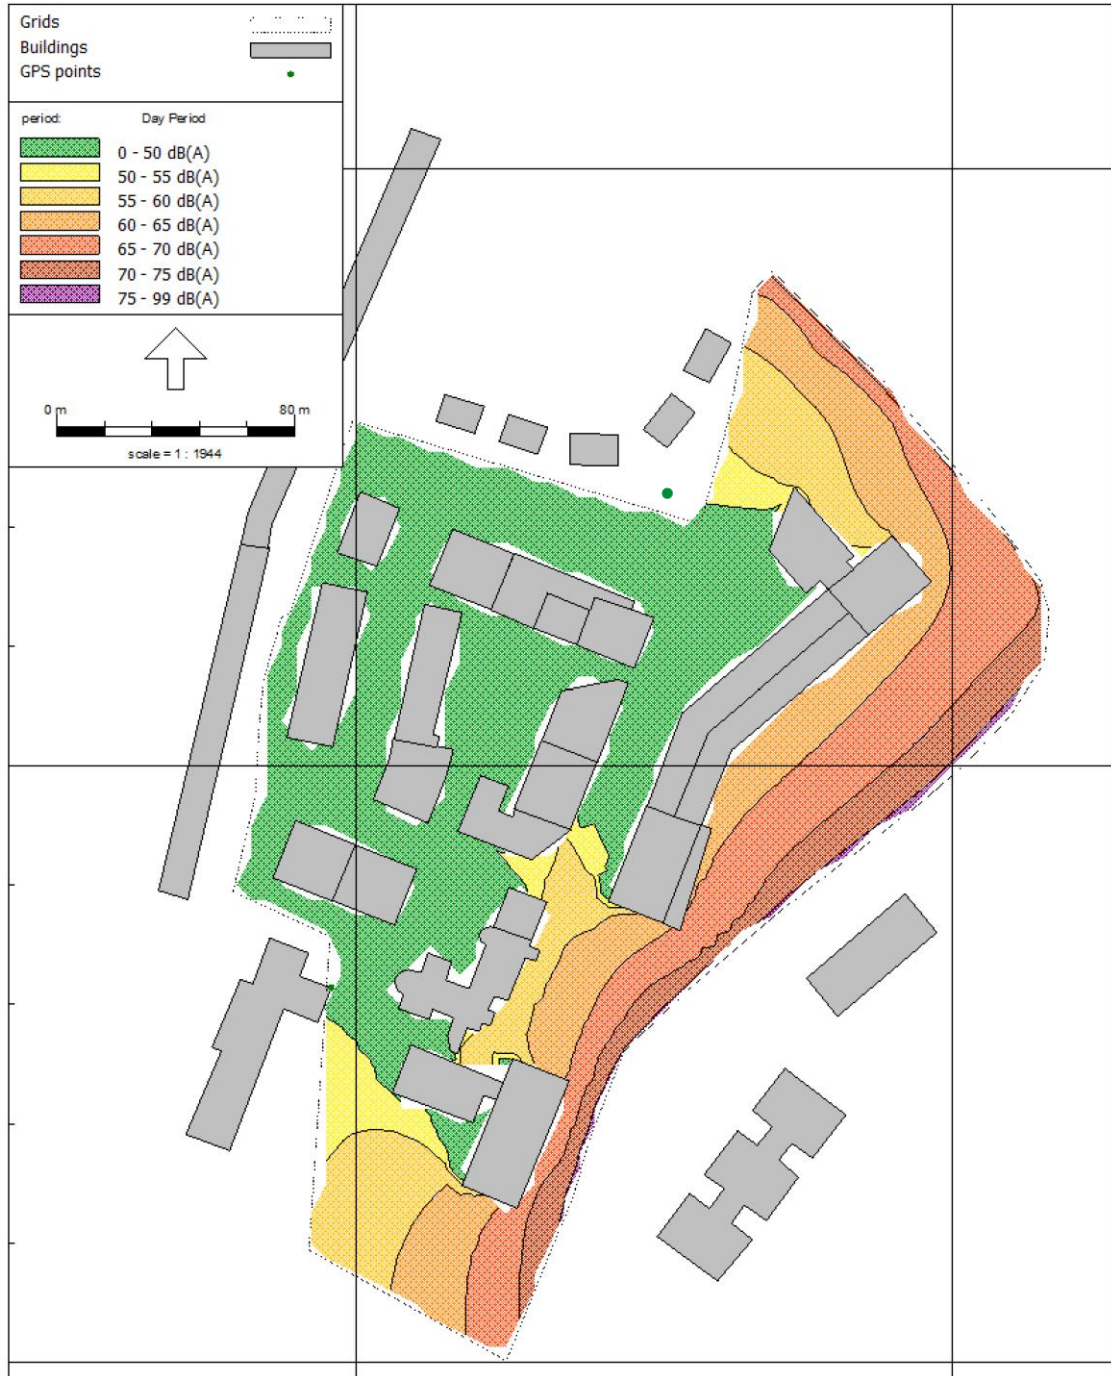 Grids
Buildings
GPS points
period: Day Period
0 - 50 dB(A)
50 - 55 dB(A)
55 - 60 dB(A)
60 - 65 dB(A)
65 - 70 dB(A)
70 - 75 dB(A)
75 - 99 dB(A)
0 m 80 m
scale = 1 : 1944